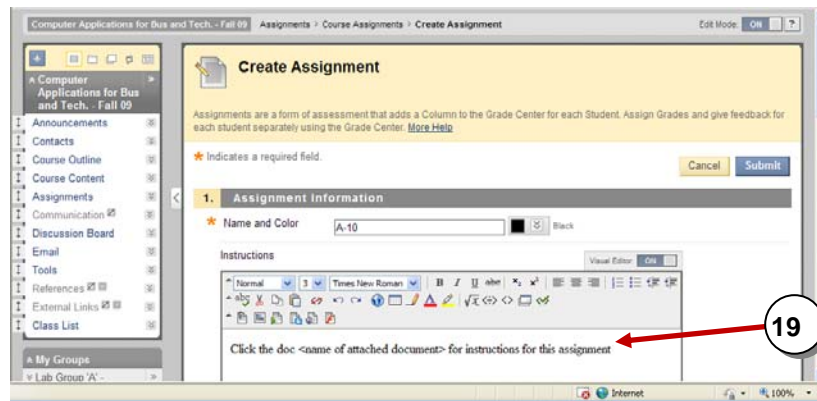 Computer Applications for Bus and Tech. - Fall 09 Assignments > Course Assignments > Create Assignment Edit Mode: ON ?
Computer
Applications for Bus
and Tech. - Fall 09
Announcements
Contacts
Course Outline
Course Content
Assignments
Communication
Discussion Board
Email
Tools
References
External Links
Class List
My Groups
Lab Group 'A' -
Create Assignment
Assignments are a form of assessment that adds a Column to the Grade Center for each Student. Assign Grades and give feedback for
each student separately using the Grade Center. More Help
* Indicates a required field.
Cancel Submit
1. Assignment Information
* Name and Color A-10 Black
Instructions Visual Editor: ON
Normal 3 Times New Roman B I U abc x₂ x²
Click the doc <name of attached document> for instructions for this assignment
19
Internet 100%